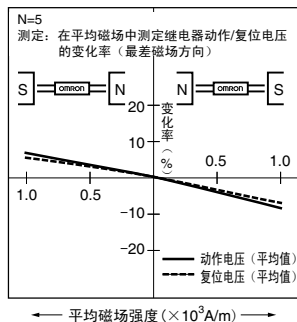 N=5
测定：在平均磁场中测定继电器动作/复位电压
的变化率（最差磁场方向）
S OMRON N
S OMRON N
变化率（%）
20
10
0
1.0 0.5 0.5 1.0
−10
−20
动作电压（平均值）
复位电压（平均值）
平均磁场强度（×10³A/m）